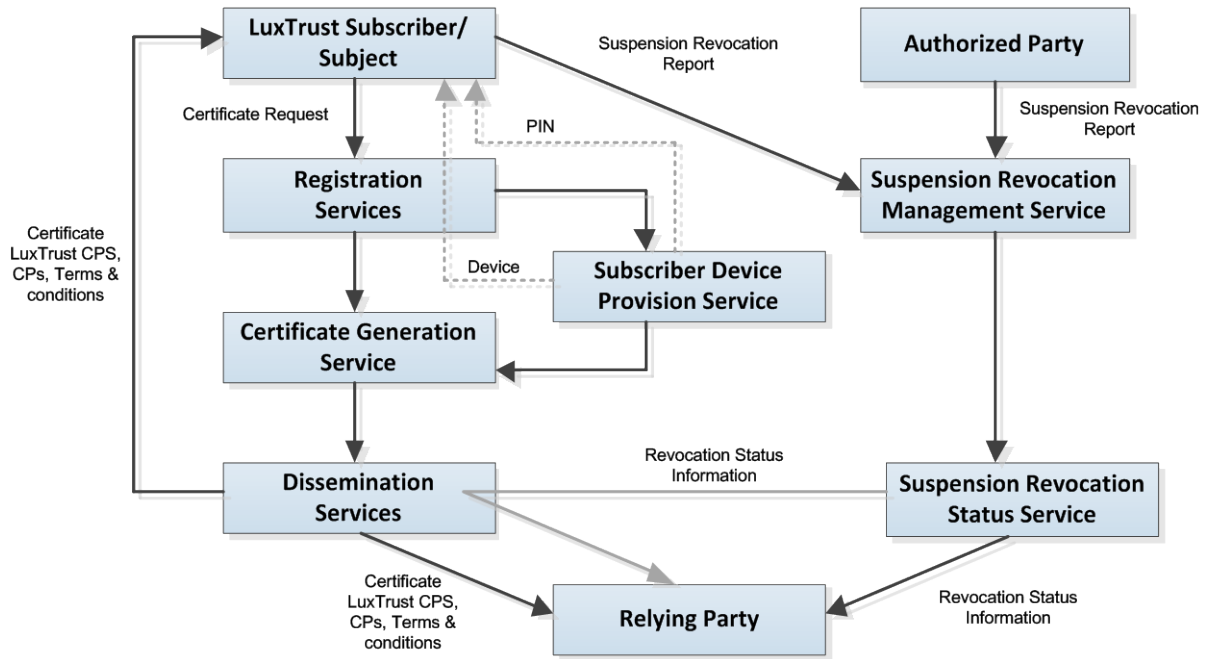 LuxTrust Subscriber/
Subject
Suspension Revocation
Report
Authorized Party
Certificate Request
PIN
Suspension Revocation
Report
Registration
Services
Suspension Revocation
Management Service
Certificate
LuxTrust CPS,
CPs, Terms &
conditions
Device
Subscriber Device
Provision Service
Certificate Generation
Service
Revocation Status
Information
Dissemination
Services
Suspension Revocation
Status Service
Certificate
LuxTrust CPS,
CPs, Terms &
conditions
Relying Party
Revocation Status
Information